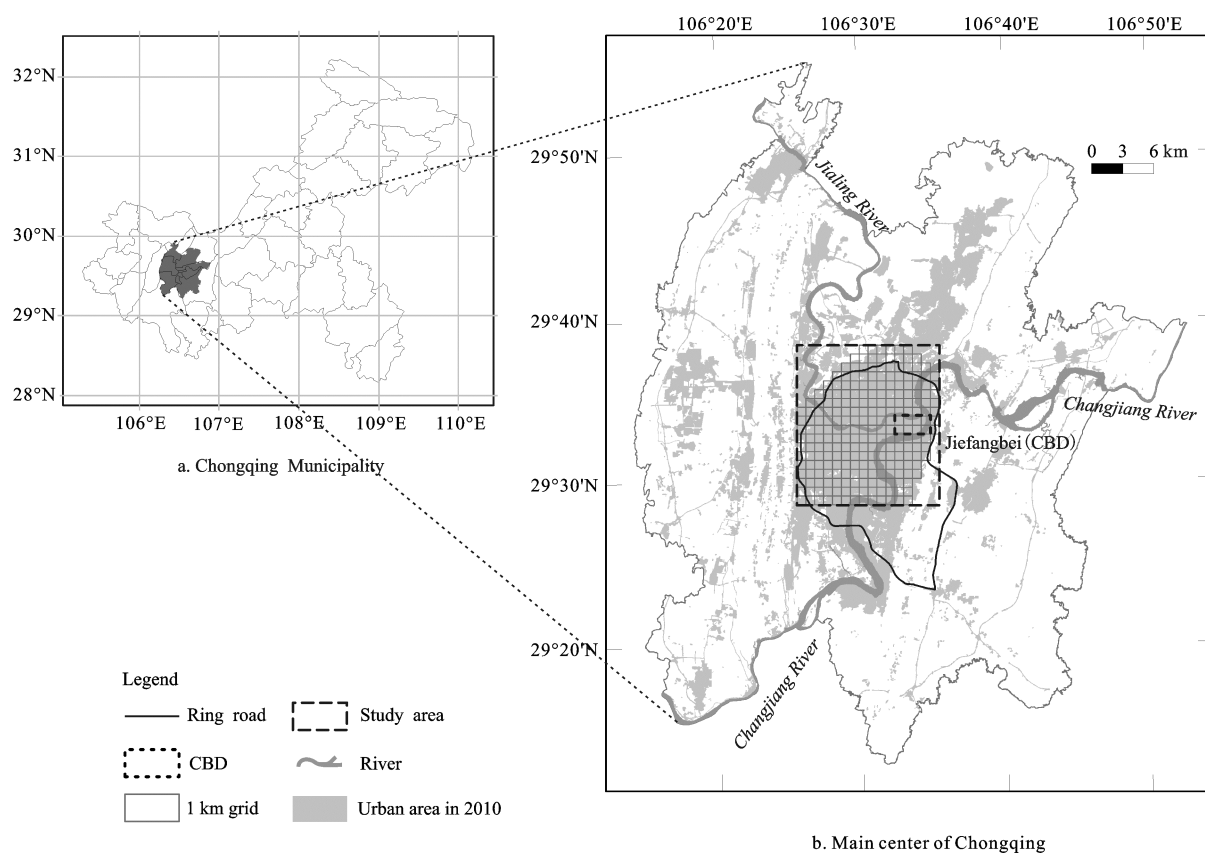 106°20'E 106°30'E 106°40'E 106°50'E
32°N
31°N
30°N
29°N
28°N
106°E 107°E 108°E 109°E 110°E
a. Chongqing Municipality
29°50'N
29°40'N
29°30'N
29°20'N
0 3 6 km
Jialing River
Changjiang River
Jiefangbei (CBD)
Changjiang River
Legend
Ring road
Study area
CBD
River
1 km grid
Urban area in 2010
b. Main center of Chongqing